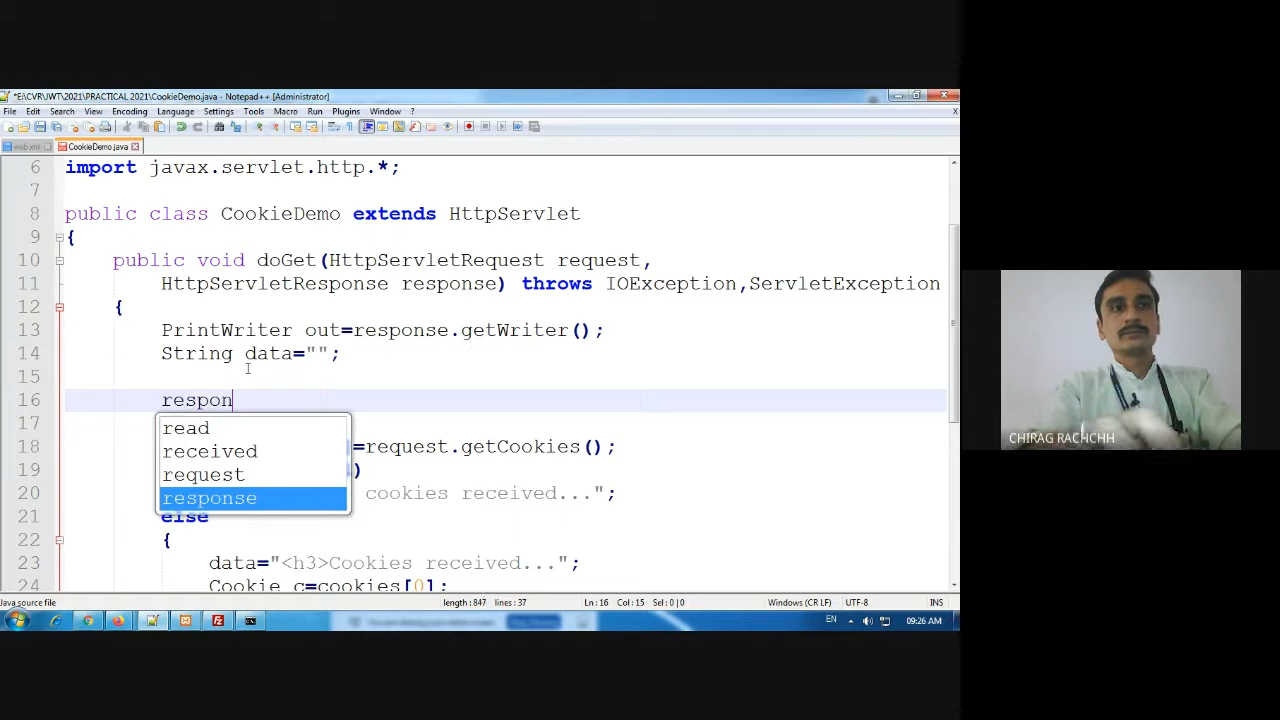 *E:\CVR\JWT\2021\PRACTICAL 2021\CookieDemo.java - Notepad++ [Administrator]
File Edit Search View Encoding Language Settings Tools Macro Run Plugins Window ? X
web.xml CookieDemo.java
6 import javax.servlet.http.*;
7
8 public class CookieDemo extends HttpServlet
9 {
10 public void doGet(HttpServletRequest request,
11 HttpServletResponse response) throws IOException,ServletException
12 {
13 PrintWriter out=response.getWriter();
14 String data="";
15
16 respon
17
read
received
request
response
18 =request.getCookies();
19 )
20 cookies received...";
21 else
22 {
23 data="<h3>Cookies received...";
24 Cookie c=cookies[0];
Java source file length : 847 lines : 37 Ln : 16 Col : 15 Sel : 0 | 0 Windows (CR LF) UTF-8 INS
EN 09:26 AM
CHIRAG RACHCHH